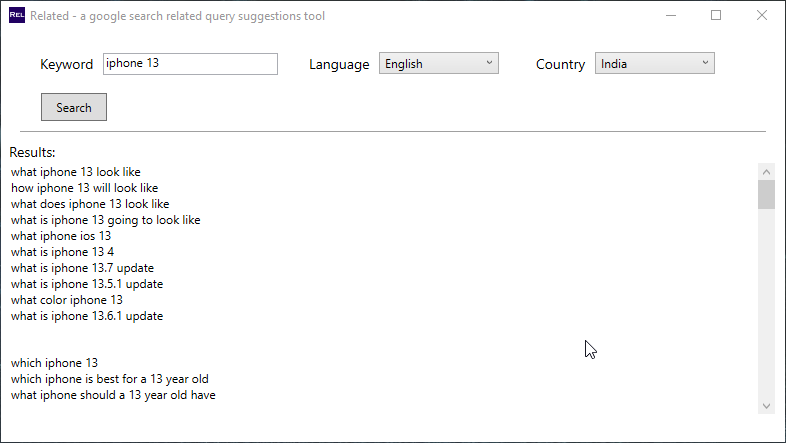 REL Related - a google search related query suggestions tool
Keyword iphone 13 Language English Country India
Search
Results:
what iphone 13 look like
how iphone 13 will look like
what does iphone 13 look like
what is iphone 13 going to look like
what iphone ios 13
what is iphone 13 4
what is iphone 13.7 update
what is iphone 13.5.1 update
what color iphone 13
what is iphone 13.6.1 update
which iphone 13
which iphone is best for a 13 year old
what iphone should a 13 year old have